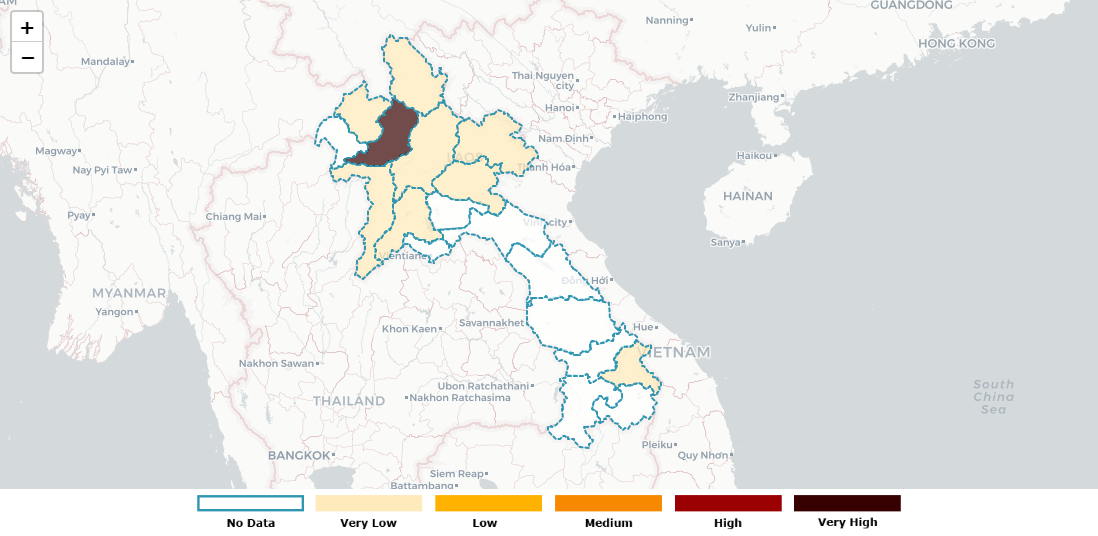 +
−
GUANGDONG
Nanning
Yulin
HONG KONG
Mandalay
Thai Nguyen
city
Zhanjiang
Hanoi
Haiphong
Nam Định
Magway
Haikou
Nay Pyi Taw
Thanh Hóa
HAINAN
Pyay
Chiang Mai
Vinh city
Sanya
Vientiane
Đồng Hới
MYANMAR
Yangon
Khon Kaen
Savannakhet
Hue
VIETNAM
Nakhon Sawan
Ubon Ratchathani
South
China
Sea
THAILAND
Nakhon Ratchasima
Pleiku
BANGKOK
Quy Nhơn
Siem Reap
Battambang
No Data
Very Low
Low
Medium
High
Very High